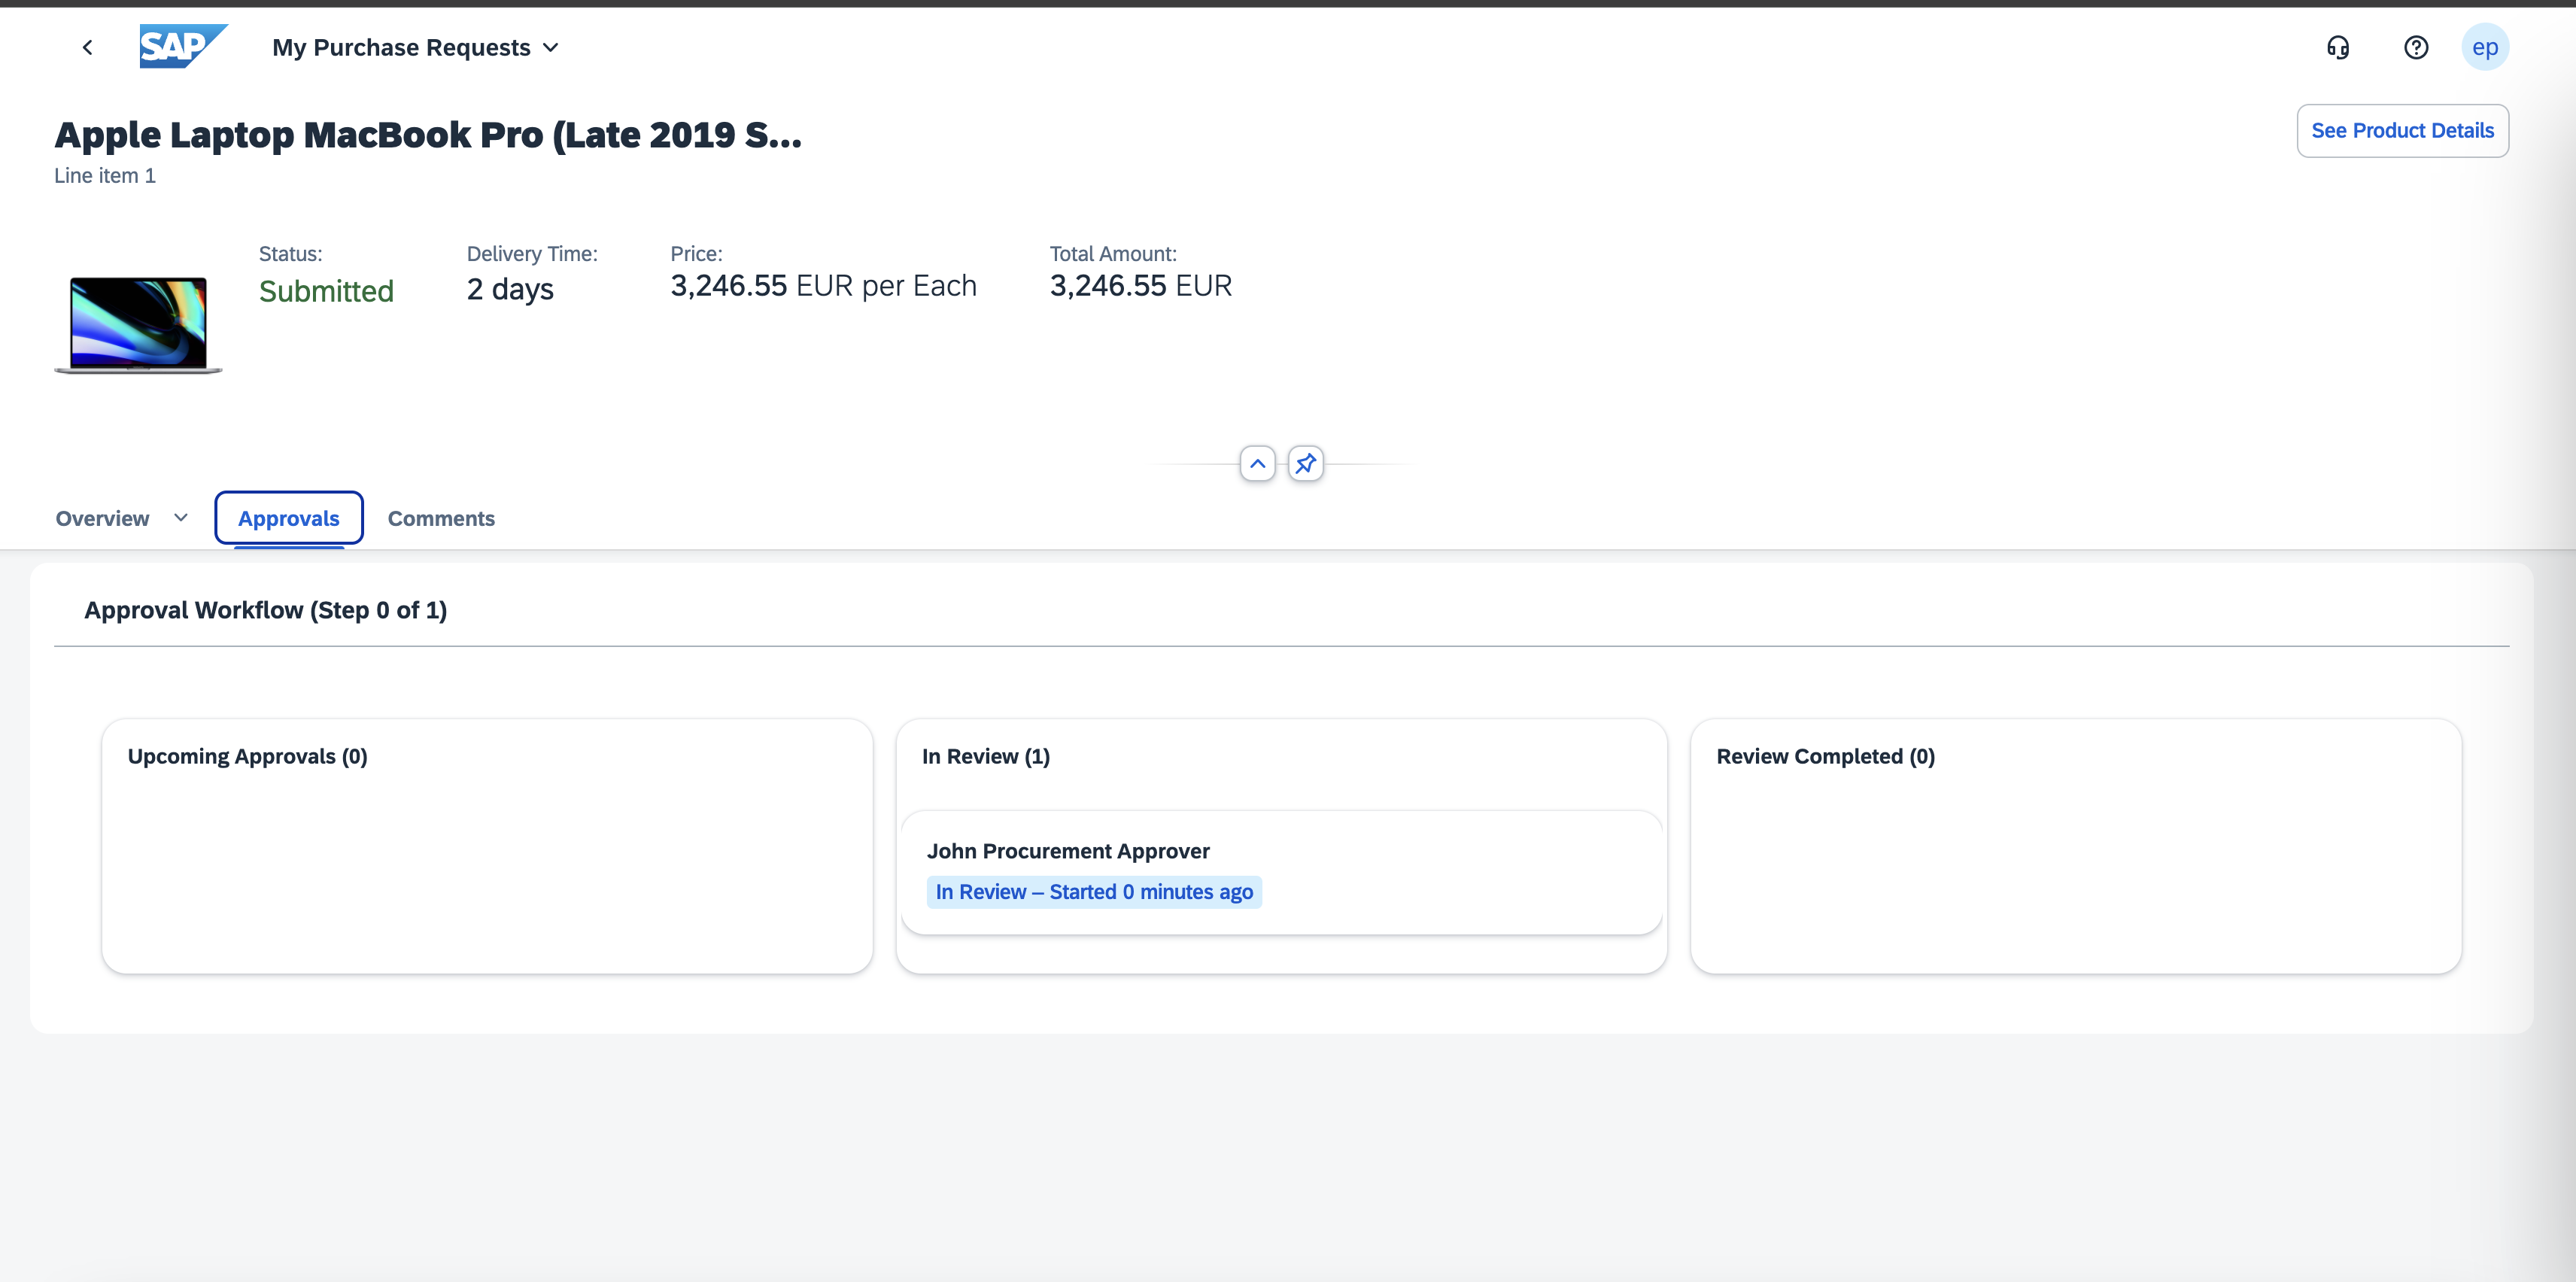 SAP
My Purchase Requests
ep
Apple Laptop MacBook Pro (Late 2019 S...
See Product Details
Line item 1
Status:
Submitted
Delivery Time:
2 days
Price:
3,246.55 EUR per Each
Total Amount:
3,246.55 EUR
Overview
Approvals
Comments
Approval Workflow (Step 0 of 1)
Upcoming Approvals (0)
In Review (1)
John Procurement Approver
In Review – Started 0 minutes ago
Review Completed (0)